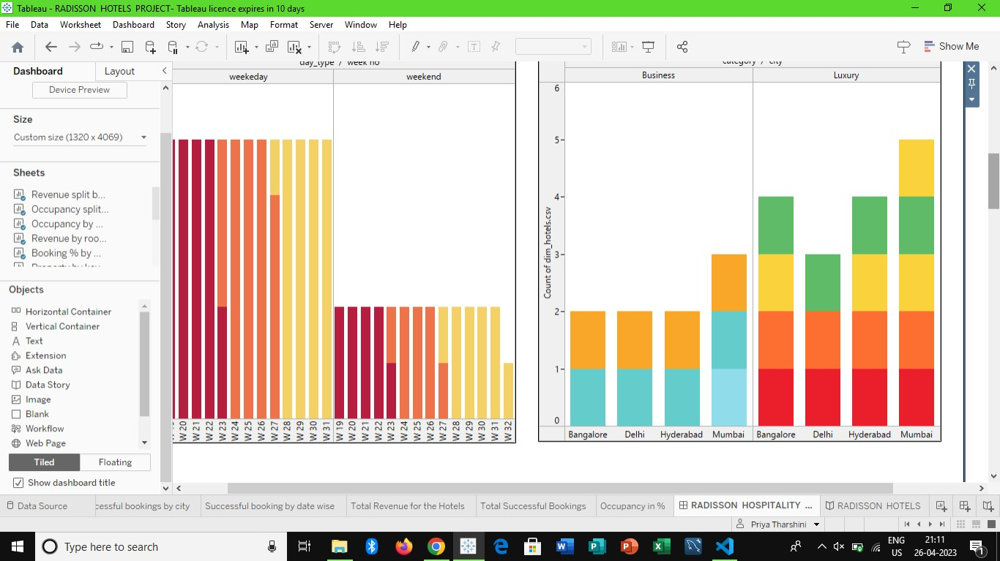 Tableau - RADISSON HOTELS PROJECT- Tableau licence expires in 10 days
File Data Worksheet Dashboard Story Analysis Map Format Server Window Help
Show Me
Dashboard Layout
Device Preview
Size
Custom size (1320 x 4069)
Sheets
Revenue split b...
Occupancy split...
Occupancy by ...
Revenue by roo...
Booking % by ...
Objects
Horizontal Container
Vertical Container
Text
Extension
Ask Data
Data Story
Image
Blank
Workflow
Web Page
Tiled Floating
Show dashboard title
day_type / week no
weekeday weekend
W 20 W 21 W 22 W 23 W 24 W 25 W 26 W 27 W 28 W 29 W 30 W 31 W 19 W 20 W 21 W 22 W 23 W 24 W 25 W 26 W 27 W 28 W 29 W 30 W 31 W 32
category / city
Business Luxury
Count of dim_hotels.csv
6
5
4
3
2
1
0
Bangalore Delhi Hyderabad Mumbai Bangalore Delhi Hyderabad Mumbai
Data Source cessful bookings by city Successful booking by date wise Total Revenue for the Hotels Total Successful Bookings Occupancy in % RADISSON HOSPITALITY ... RADISSON HOTELS
Priya Tharshini
Type here to search
ENG
US
21:11
26-04-2023
1